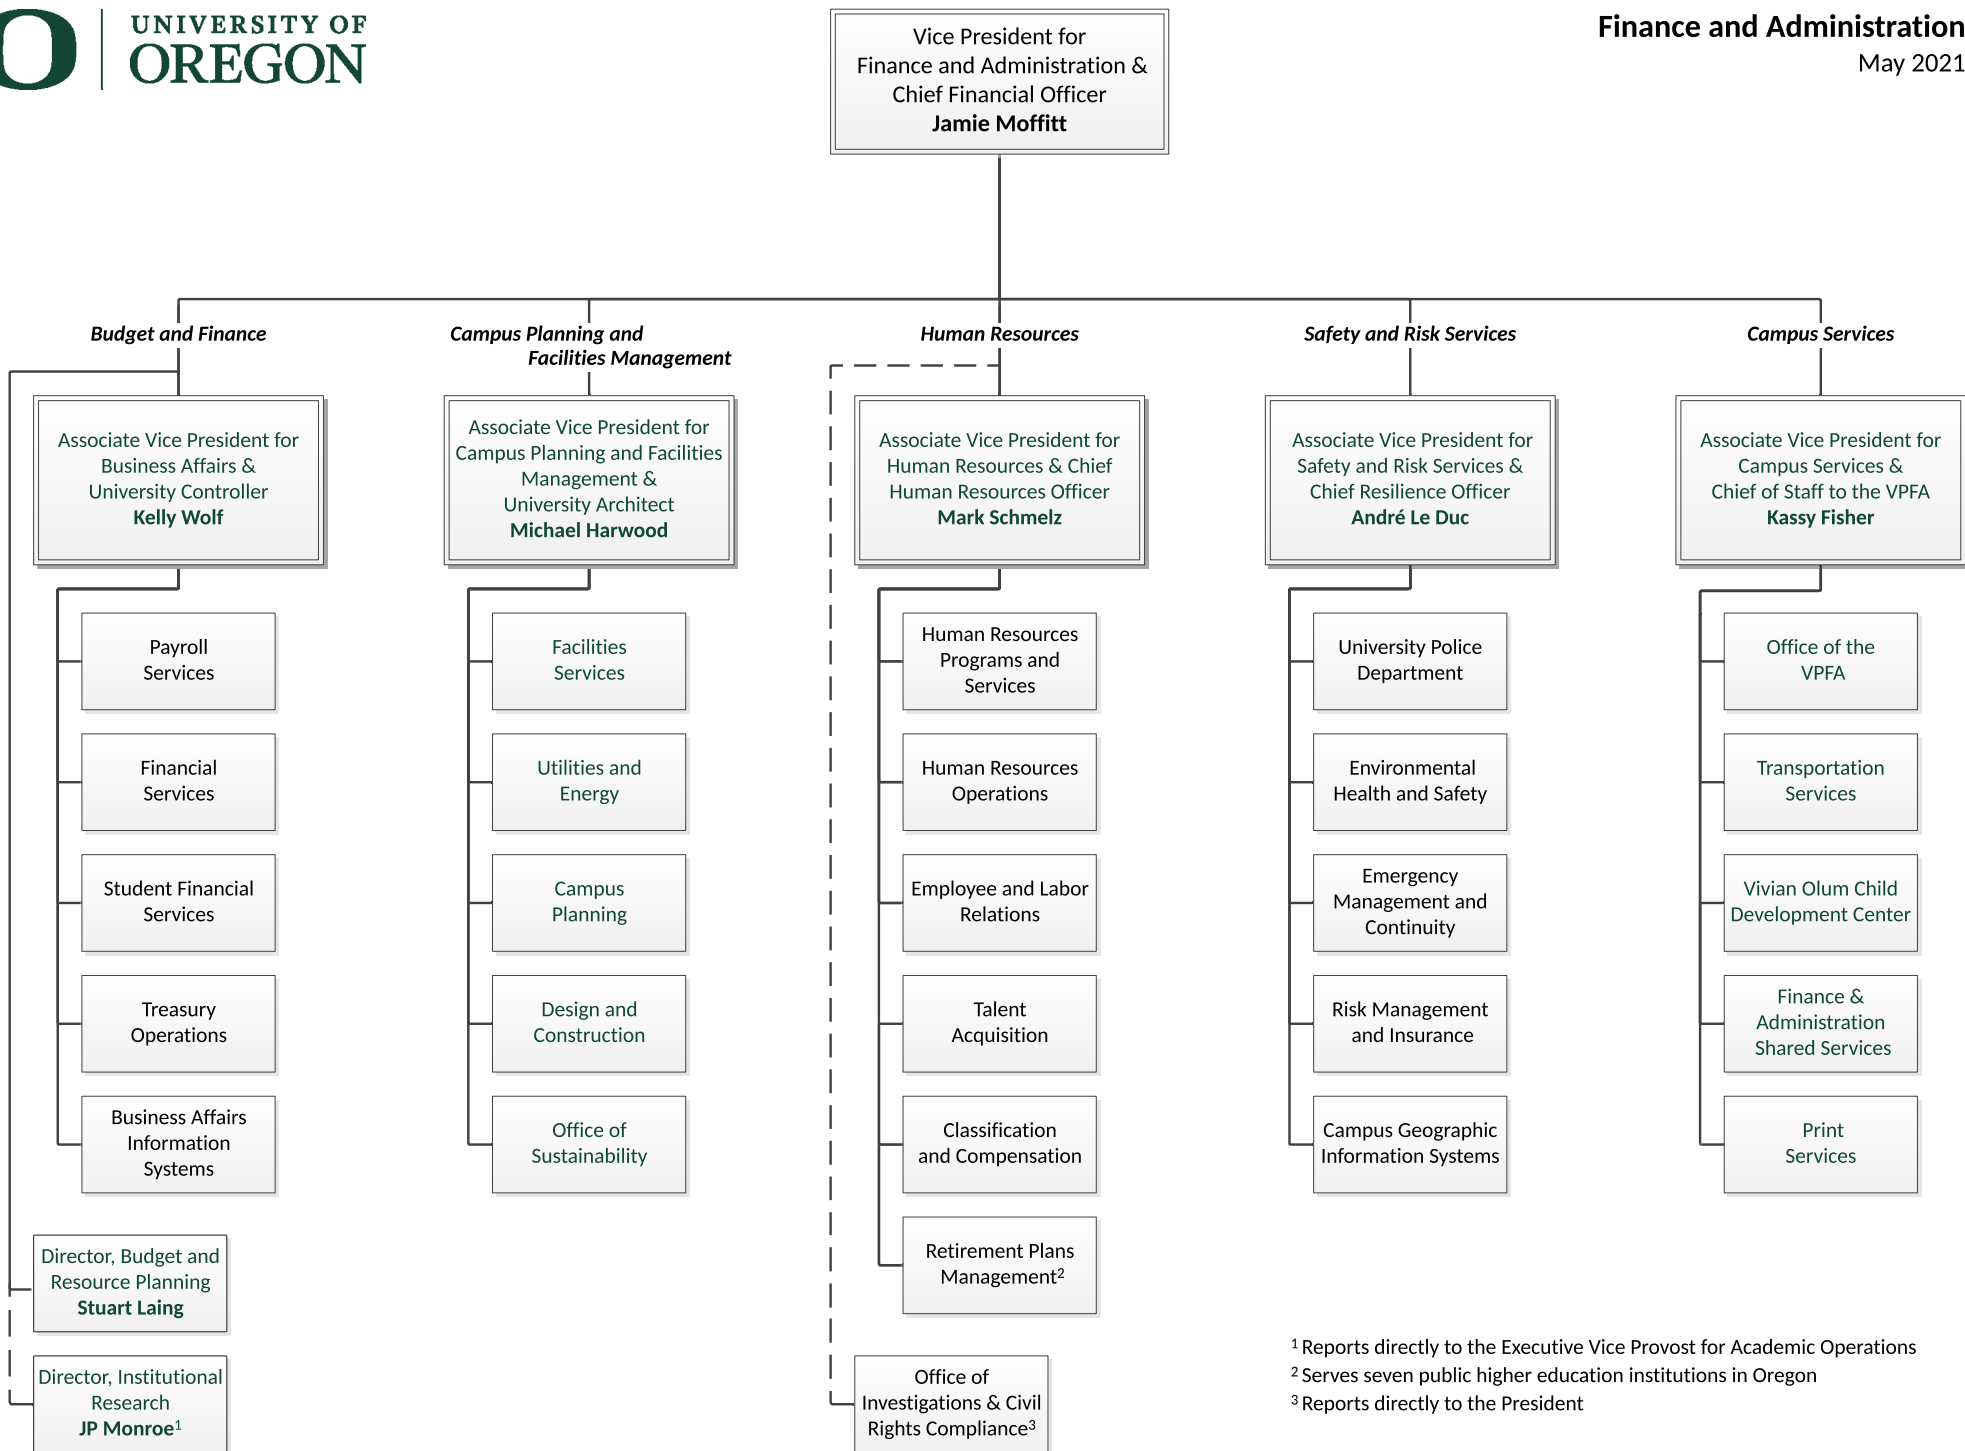 UNIVERSITY OF
OREGON
Vice President for
Finance and Administration &
Chief Financial Officer
Jamie Moffitt
Finance and Administration
May 2021
Budget and Finance
Associate Vice President for
Business Affairs &
University Controller
Kelly Wolf
Payroll
Services
Financial
Services
Student Financial
Services
Treasury
Operations
Business Affairs
Information
Systems
Director, Budget and
Resource Planning
Stuart Laing
Director, Institutional
Research
JP Monroe¹
Campus Planning and
Facilities Management
Associate Vice President for
Campus Planning and Facilities
Management &
University Architect
Michael Harwood
Facilities
Services
Utilities and
Energy
Campus
Planning
Design and
Construction
Office of
Sustainability
Human Resources
Associate Vice President for
Human Resources & Chief
Human Resources Officer
Mark Schmelz
Human Resources
Programs and
Services
Human Resources
Operations
Employee and Labor
Relations
Talent
Acquisition
Classification
and Compensation
Retirement Plans
Management²
Office of
Investigations & Civil
Rights Compliance³
Safety and Risk Services
Associate Vice President for
Safety and Risk Services &
Chief Resilience Officer
André Le Duc
University Police
Department
Environmental
Health and Safety
Emergency
Management and
Continuity
Risk Management
and Insurance
Campus Geographic
Information Systems
Campus Services
Associate Vice President for
Campus Services &
Chief of Staff to the VPFA
Kassy Fisher
Office of the
VPFA
Transportation
Services
Vivian Olum Child
Development Center
Finance &
Administration
Shared Services
Print
Services
¹ Reports directly to the Executive Vice Provost for Academic Operations
² Serves seven public higher education institutions in Oregon
³ Reports directly to the President